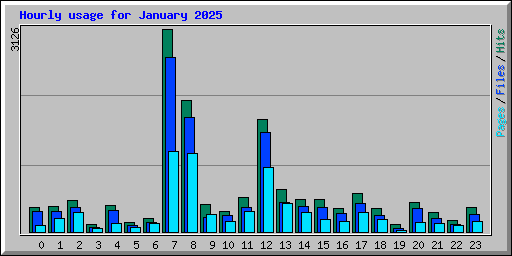 Hourly usage for January 2025
3126
Pages / Files / Hits
0 1 2 3 4 5 6 7 8 9 10 11 12 13 14 15 16 17 18 19 20 21 22 23